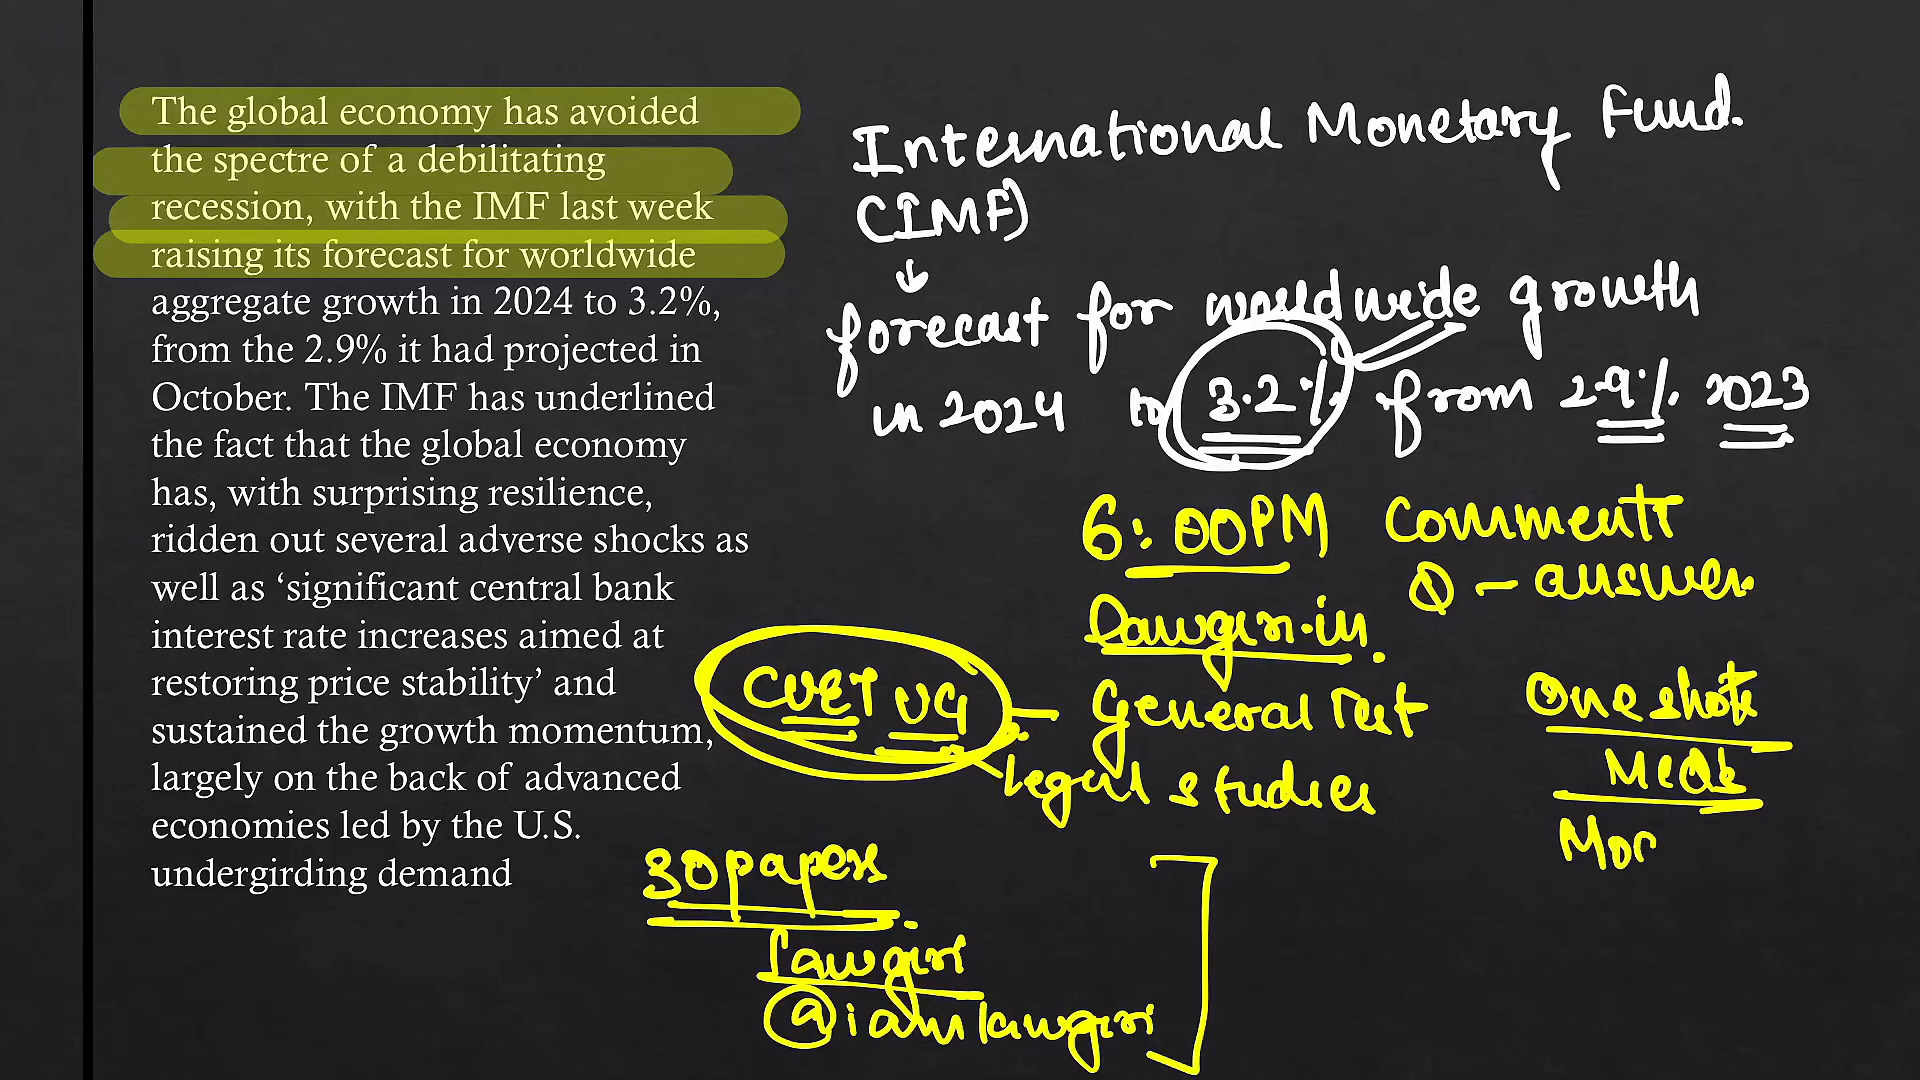 The global economy has avoided
the spectre of a debilitating
recession, with the IMF last week
raising its forecast for worldwide
aggregate growth in 2024 to 3.2%,
from the 2.9% it had projected in
October. The IMF has underlined
the fact that the global economy
has, with surprising resilience,
ridden out several adverse shocks as
well as ‘significant central bank
interest rate increases aimed at
restoring price stability’ and
sustained the growth momentum,
largely on the back of advanced
economies led by the U.S.
undergirding demand
International Monetary Fund.
(IMF)
↓
forecast for worldwide growth
in 2024 to 3.2% from 2.9% 2023
6:00PM Comment
Q - answer.
lawgiri.in.
CUET UG - General Test
Legal studies
One shots
MCQs
Mor
30 papers.
Lawgiri
@iamlawgiri